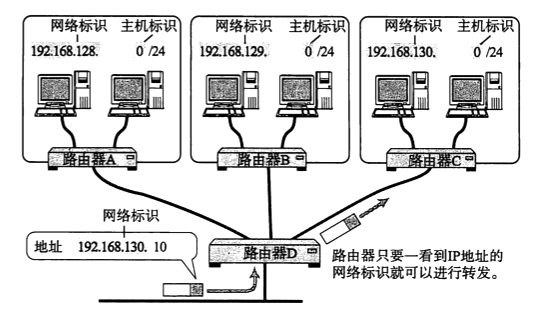 网络标识 主机标识 网络标识 主机标识 网络标识 主机标识
192.168.128. 0 /24 192.168.129. 0 /24 192.168.130. 0 /24
路由器A 路由器B 路由器C
网络标识
地址 192.168.130. 10
路由器D
路由器只要一看到IP地址的
网络标识就可以进行转发。